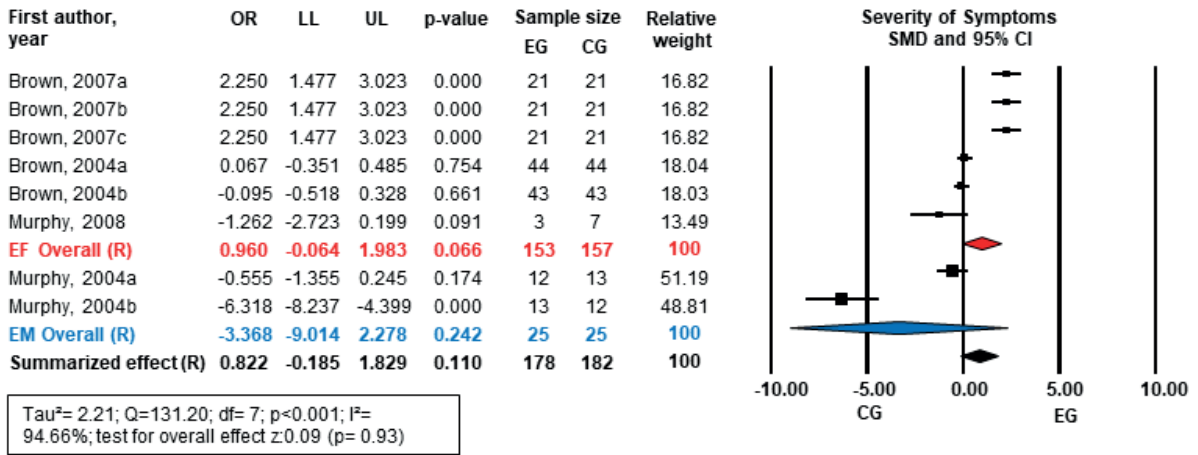 First author, year OR LL UL p-value Sample size EG CG Relative weight
Brown, 2007a 2.250 1.477 3.023 0.000 21 21 16.82
Brown, 2007b 2.250 1.477 3.023 0.000 21 21 16.82
Brown, 2007c 2.250 1.477 3.023 0.000 21 21 16.82
Brown, 2004a 0.067 -0.351 0.485 0.754 44 44 18.04
Brown, 2004b -0.095 -0.518 0.328 0.661 43 43 18.03
Murphy, 2008 -1.262 -2.723 0.199 0.091 3 7 13.49
EF Overall (R) 0.960 -0.064 1.983 0.066 153 157 100
Murphy, 2004a -0.555 -1.355 0.245 0.174 12 13 51.19
Murphy, 2004b -6.318 -8.237 -4.399 0.000 13 12 48.81
EM Overall (R) -3.368 -9.014 2.278 0.242 25 25 100
Summarized effect (R) 0.822 -0.185 1.829 0.110 178 182 100
Tau²= 2.21; Q=131.20; df= 7; p<0.001; I²=
94.66%; test for overall effect z:0.09 (p= 0.93)
Severity of Symptoms
SMD and 95% CI
-10.00 -5.00 0.00 5.00 10.00
CG EG